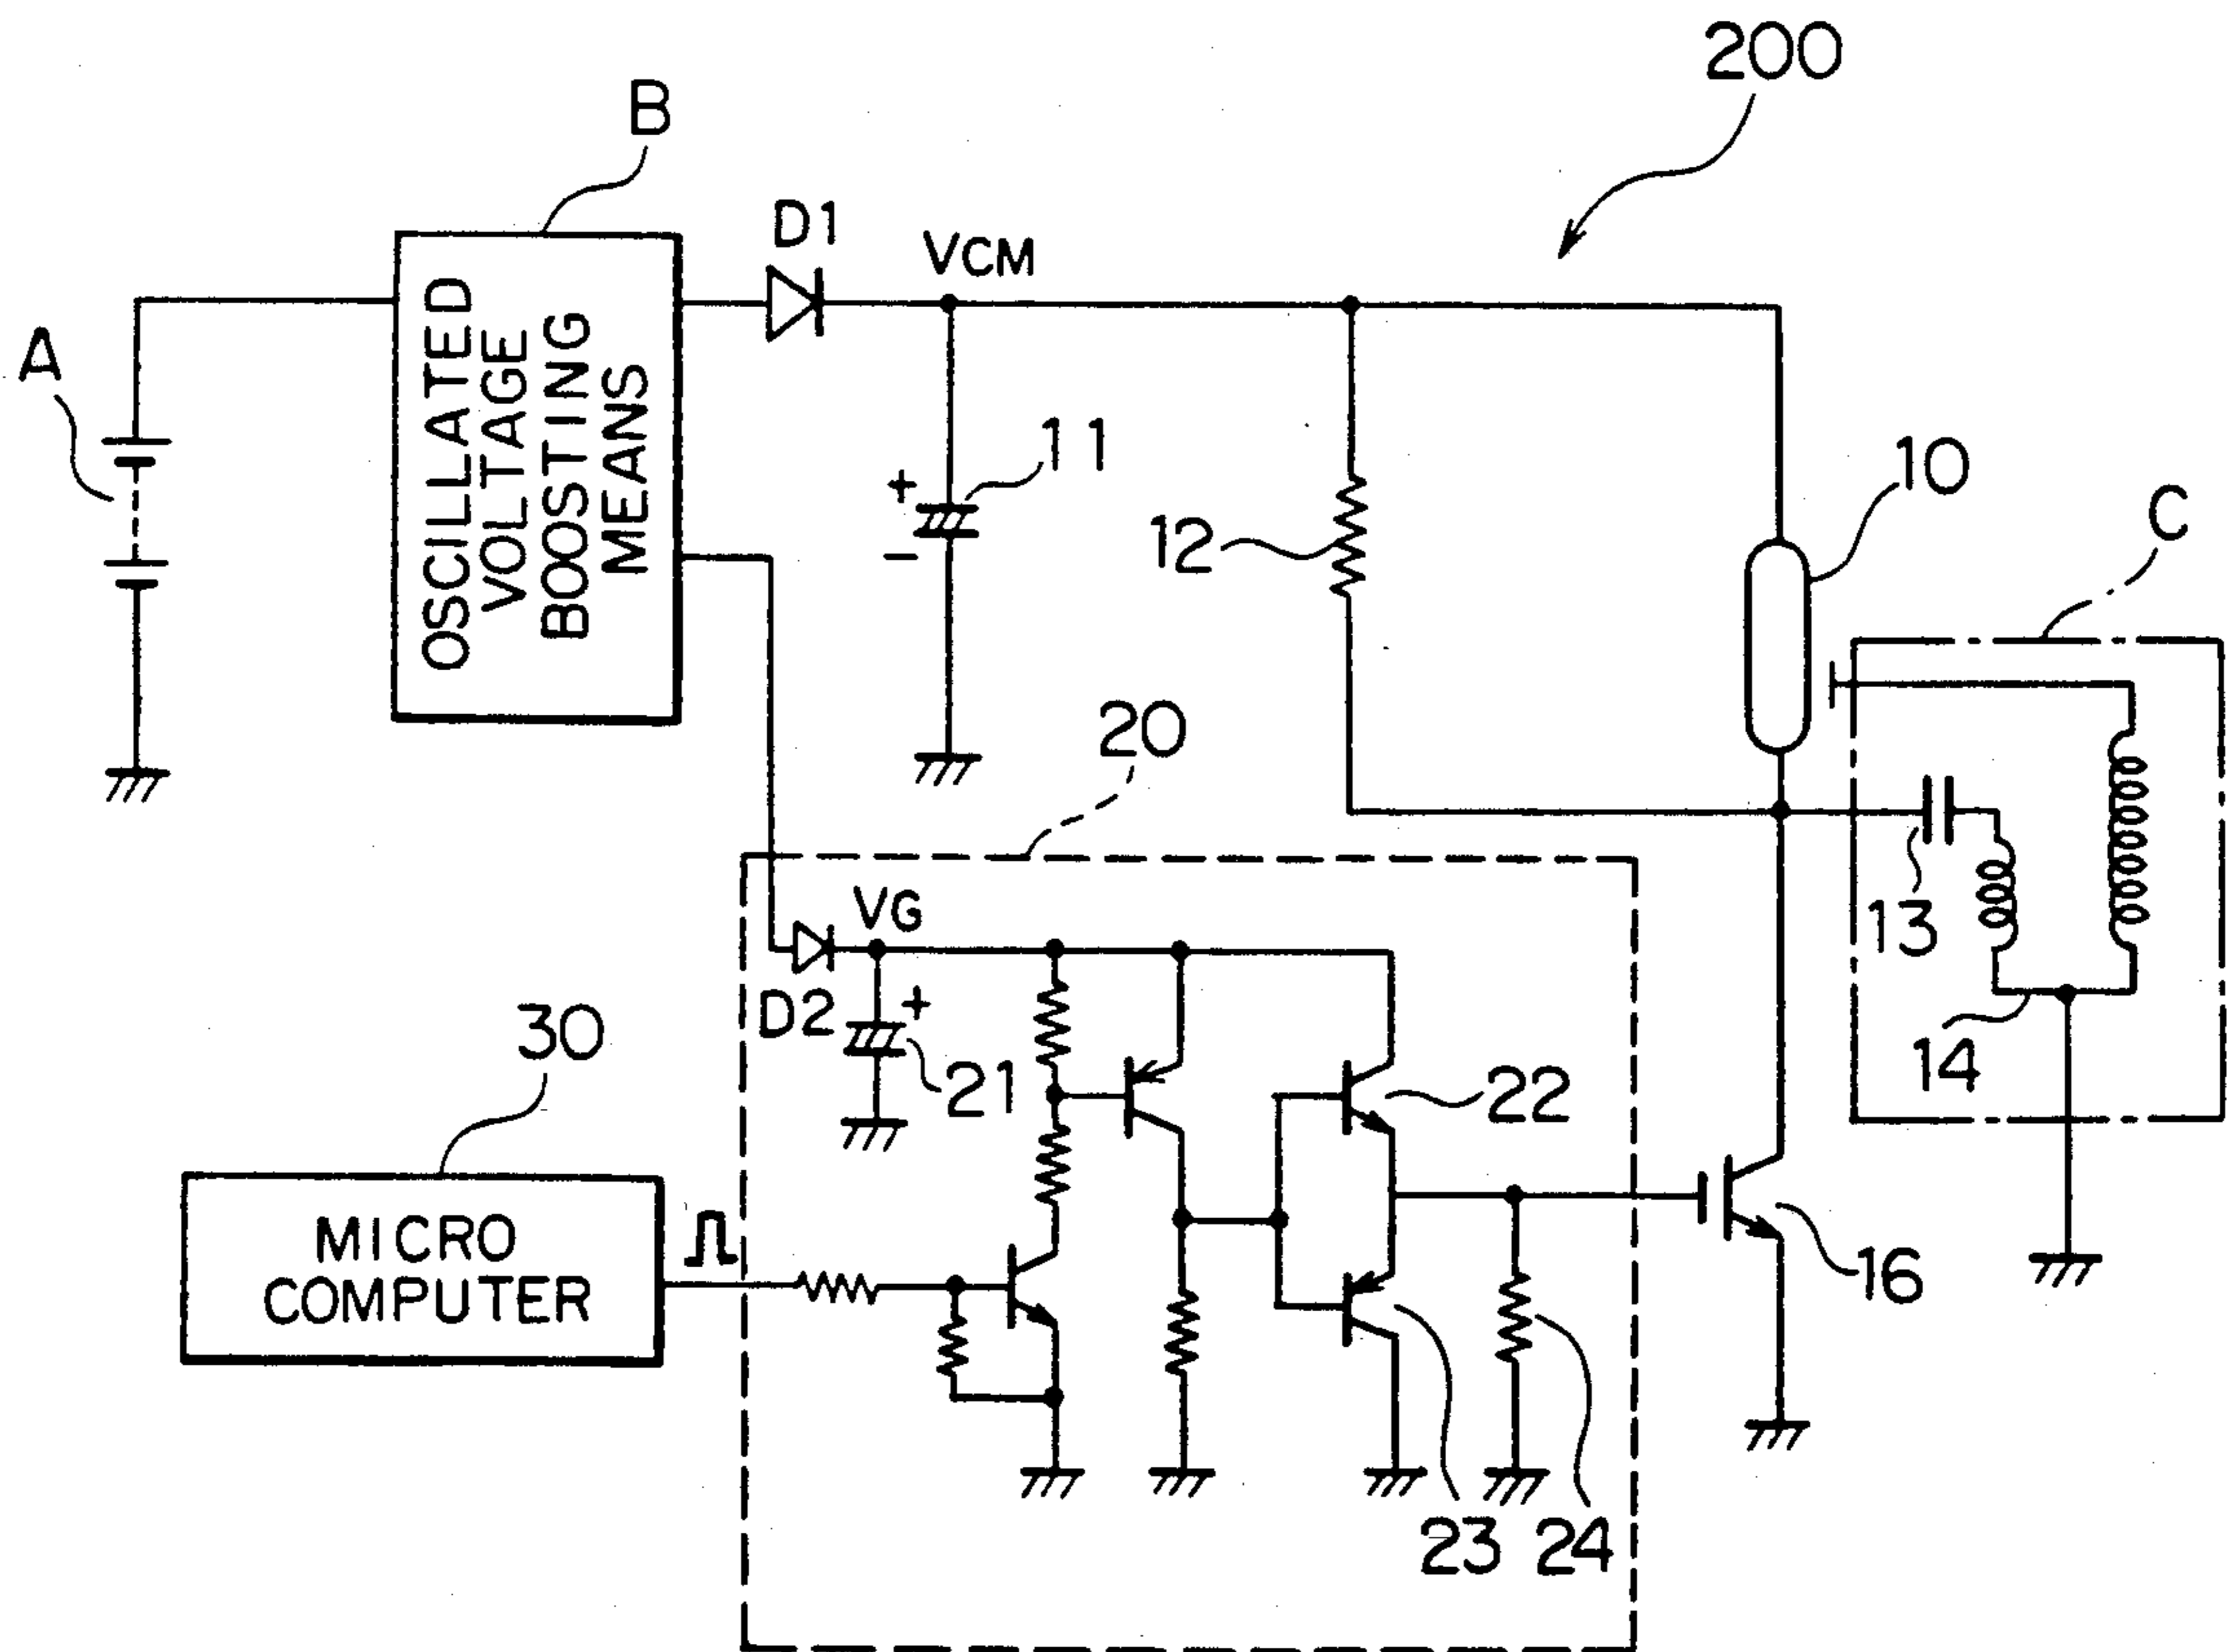 200
B
D1
VCM
A
OSCILLATED
VOLTAGE
BOOSTING
MEANS
+
11
-
12
10
C
20
VG
D2
+
21
13
14
22
30
MICRO
COMPUTER
16
23
24